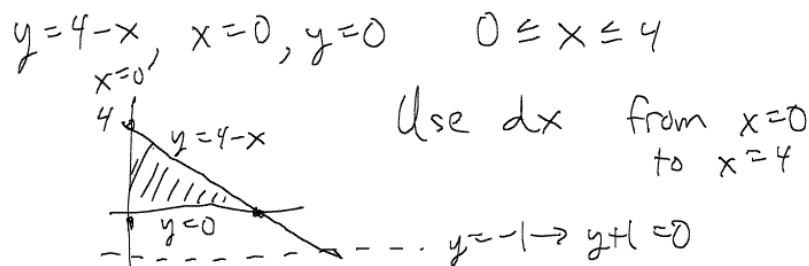 y=4-x, x=0, y=0 0 ≤ x ≤ 4
x=0
4
y=4-x
Use dx from x=0
to x=4
y=0
y=-1→ y+1=0